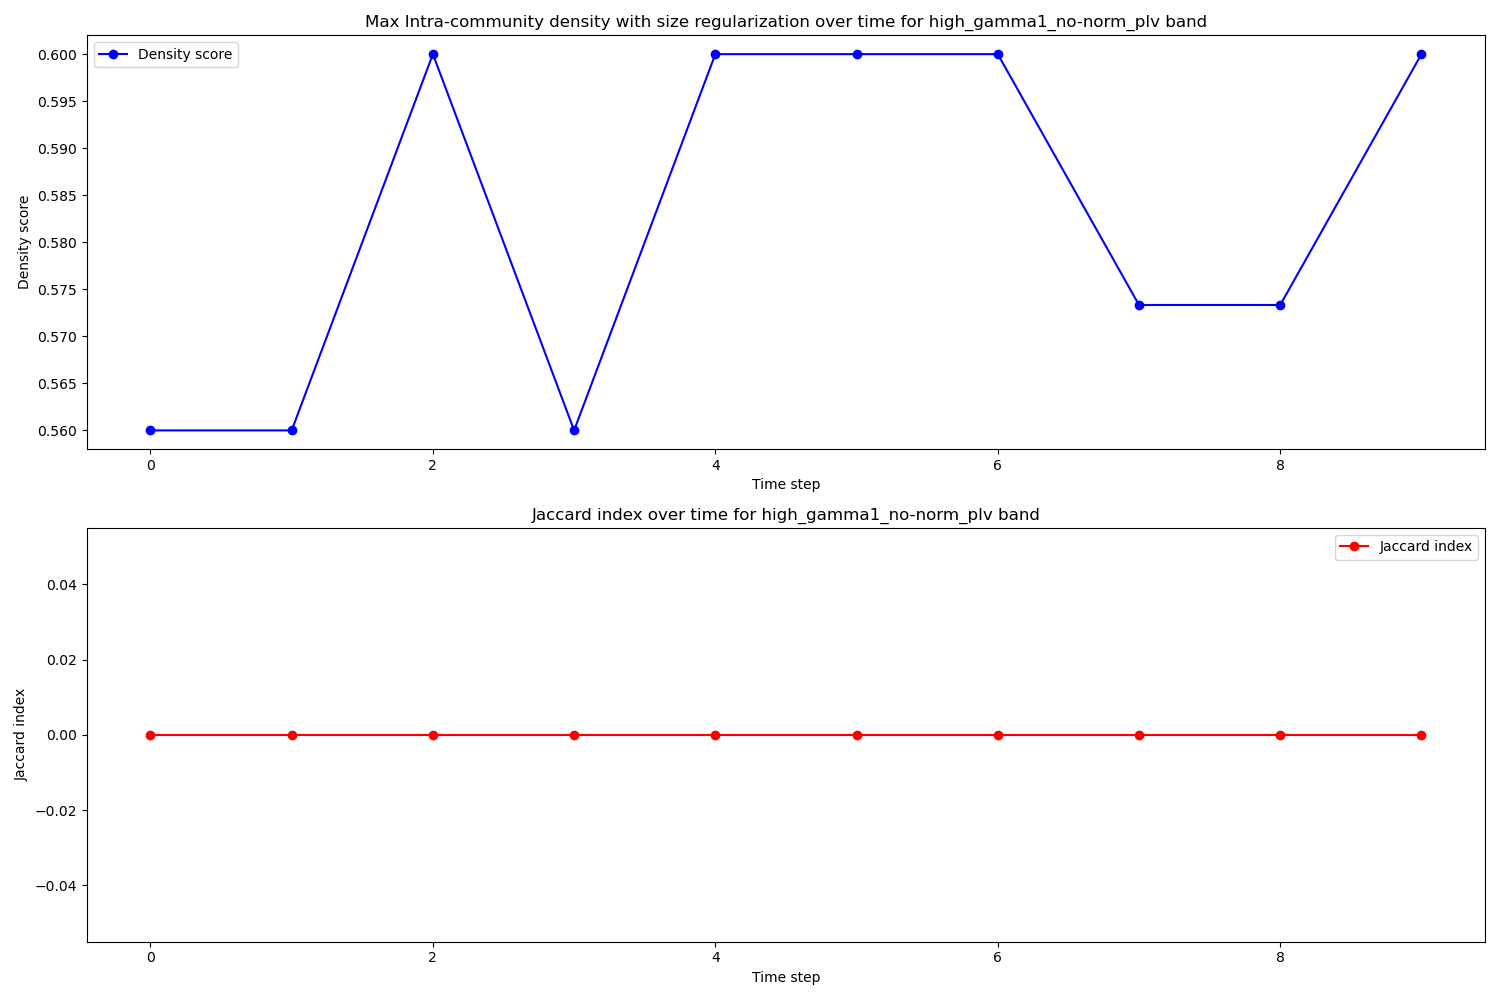 Max Intra-community density with size regularization over time for high_gamma1_no-norm_plv band
Density score
0.600
0.595
0.590
0.585
0.580
0.575
0.570
0.565
0.560
Density score
0 2 4 6 8
Time step
Jaccard index over time for high_gamma1_no-norm_plv band
Jaccard index
0.04
0.02
0.00
−0.02
−0.04
Jaccard index
0 2 4 6 8
Time step